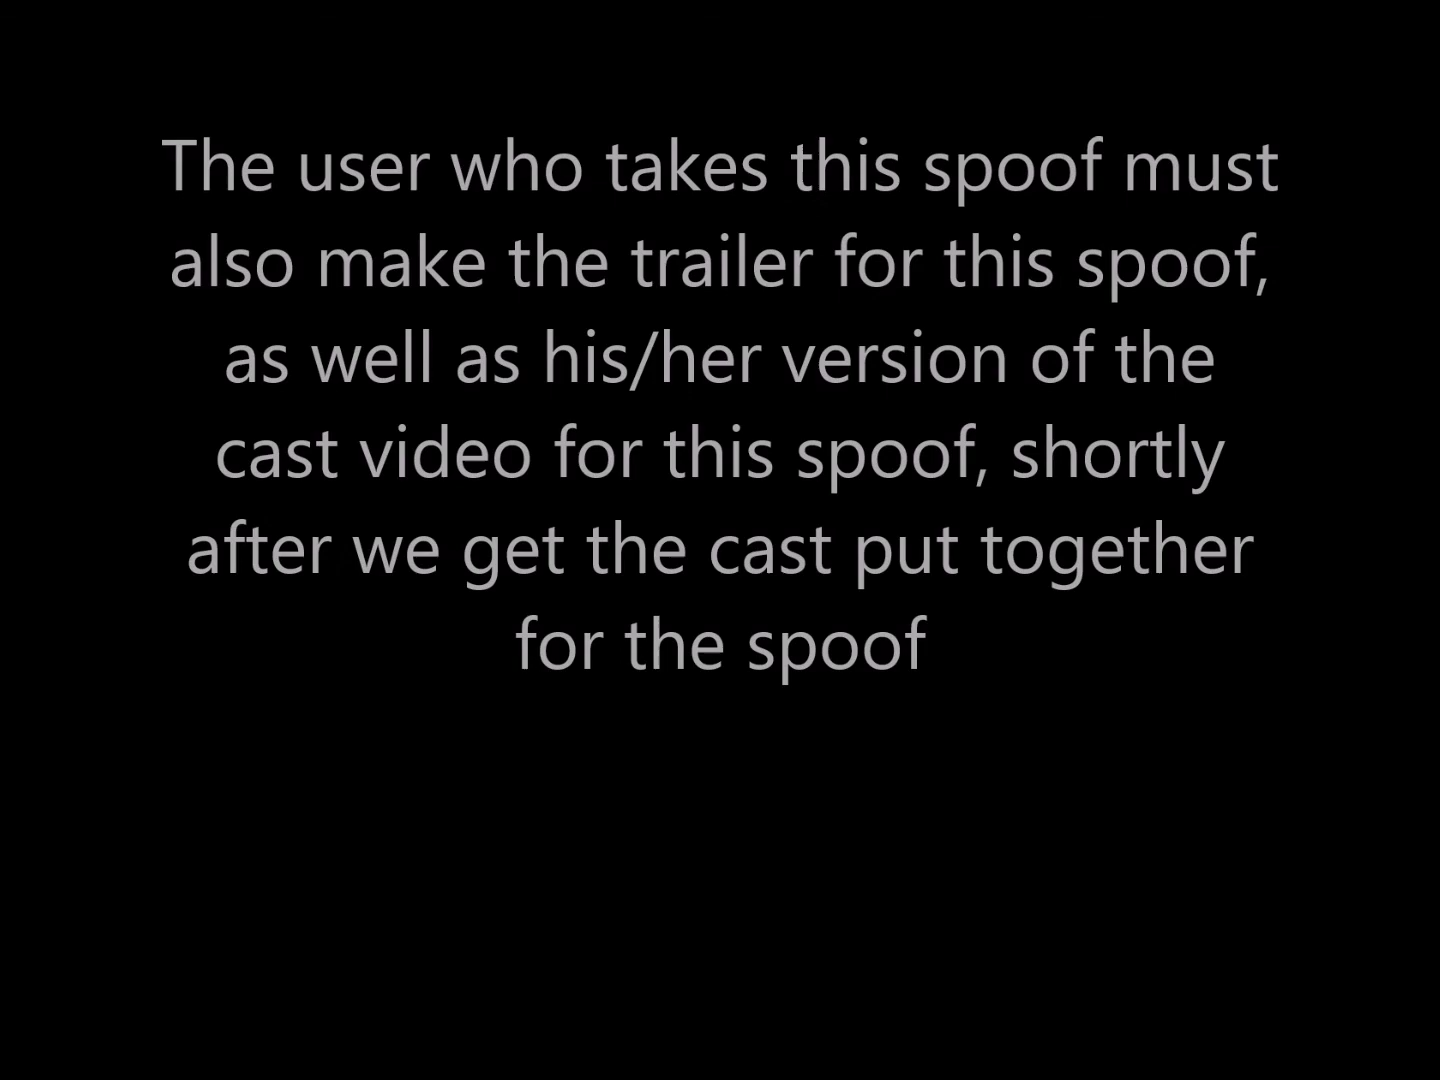 The user who takes this spoof must
also make the trailer for this spoof,
as well as his/her version of the
cast video for this spoof, shortly
after we get the cast put together
for the spoof